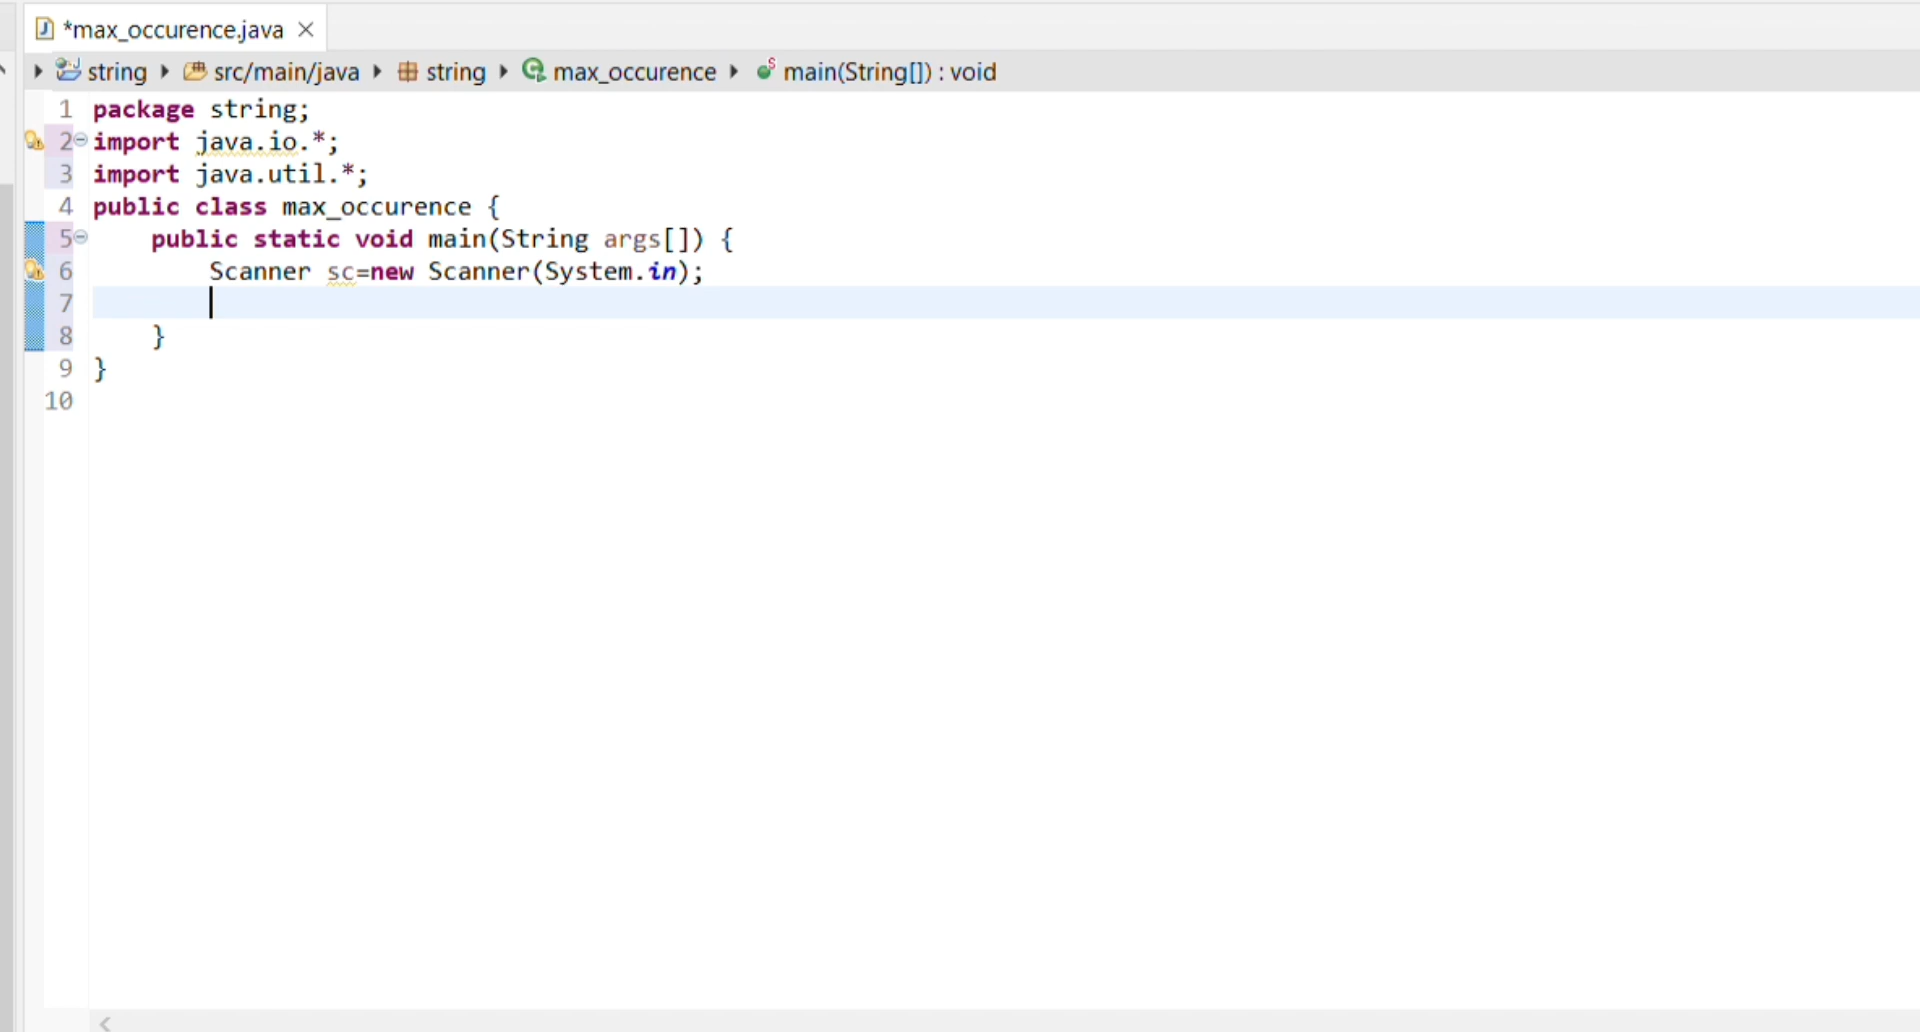 *max_occurence.java
string src/main/java string max_occurence main(String[]) : void
1 package string;
2 import java.io.*;
3 import java.util.*;
4 public class max_occurence {
5     public static void main(String args[]) {
6         Scanner sc=new Scanner(System.in);
7
8     }
9 }
10